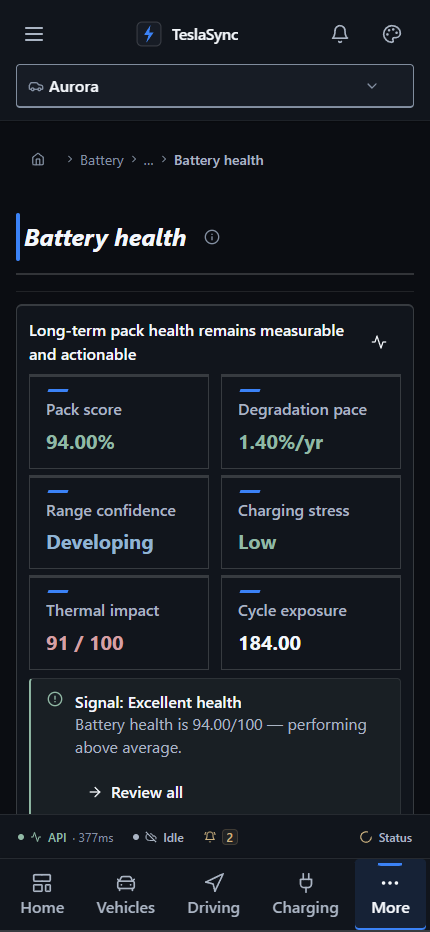 TeslaSync
Aurora
Battery
...
Battery health
Battery health
Long-term pack health remains measurable
and actionable
Pack score
94.00%
Degradation pace
1.40%/yr
Range confidence
Developing
Charging stress
Low
Thermal impact
91 / 100
Cycle exposure
184.00
Signal: Excellent health
Battery health is 94.00/100 — performing
above average.
Review all
API · 377ms
Idle
2
Status
Home
Vehicles
Driving
Charging
More